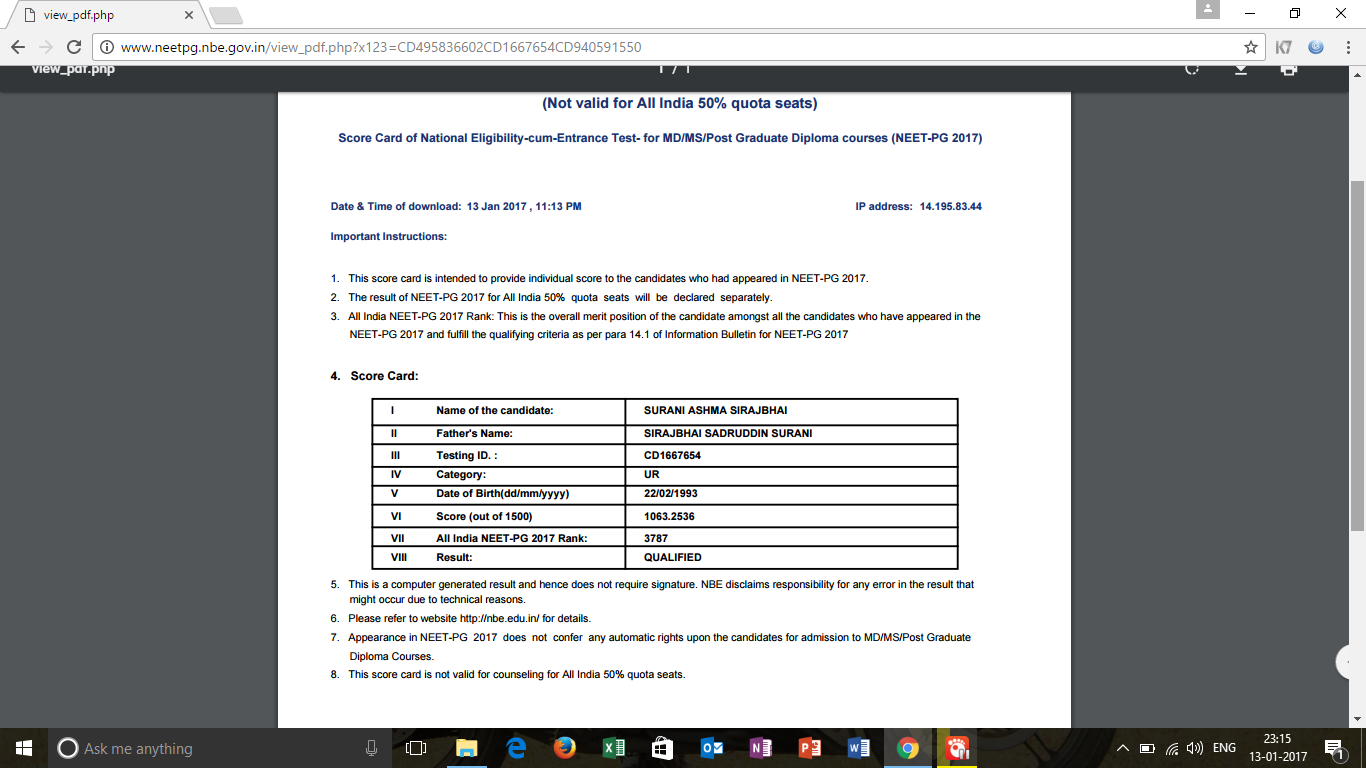 view_pdf.php
www.neetpg.nbe.gov.in/view_pdf.php?x123=CD495836602CD1667654CD940591550
K7
view_pdf.php 1 / 1
(Not valid for All India 50% quota seats)
Score Card of National Eligibility-cum-Entrance Test- for MD/MS/Post Graduate Diploma courses (NEET-PG 2017)
Date & Time of download: 13 Jan 2017 , 11:13 PM IP address: 14.195.83.44
Important Instructions:
1. This score card is intended to provide individual score to the candidates who had appeared in NEET-PG 2017.
2. The result of NEET-PG 2017 for All India 50% quota seats will be declared separately.
3. All India NEET-PG 2017 Rank: This is the overall merit position of the candidate amongst all the candidates who have appeared in the
NEET-PG 2017 and fulfill the qualifying criteria as per para 14.1 of Information Bulletin for NEET-PG 2017
4. Score Card:
I Name of the candidate: SURANI ASHMA SIRAJBHAI
II Father's Name: SIRAJBHAI SADRUDDIN SURANI
III Testing ID. : CD1667654
IV Category: UR
V Date of Birth(dd/mm/yyyy) 22/02/1993
VI Score (out of 1500) 1063.2536
VII All India NEET-PG 2017 Rank: 3787
VIII Result: QUALIFIED
5. This is a computer generated result and hence does not require signature. NBE disclaims responsibility for any error in the result that
might occur due to technical reasons.
6. Please refer to website http://nbe.edu.in/ for details.
7. Appearance in NEET-PG 2017 does not confer any automatic rights upon the candidates for admission to MD/MS/Post Graduate
Diploma Courses.
8. This score card is not valid for counseling for All India 50% quota seats.
Ask me anything
ENG
23:15
13-01-2017
1